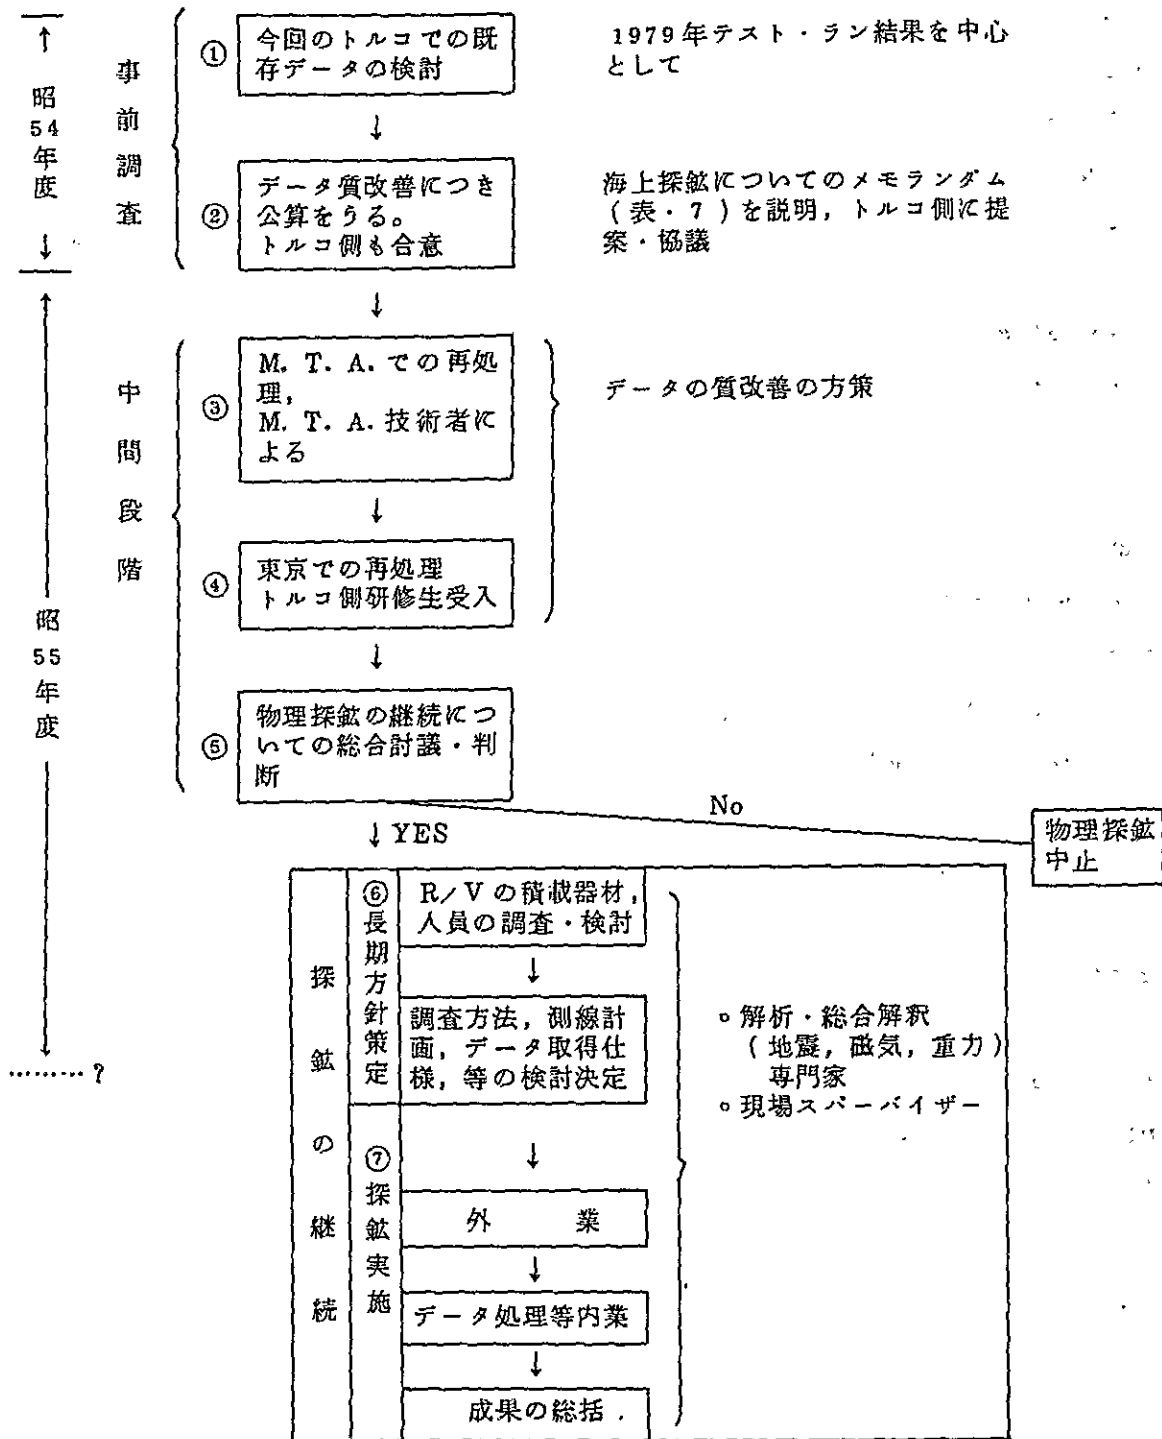 昭54年度
事前調査
①
今回のトルコでの既
存データの検討
1979年テスト・ラン結果を中心
として
②
データ質改善につき
公算をうる。
トルコ側も合意
海上探鉱についてのメモランダム
(表・7)を説明,トルコ側に提
案・協議
昭55年度
………?
中間段階
③
M. T. A. での再処
理,
M. T. A. 技術者に
よる
データの質改善の方策
④
東京での再処理
トルコ側研修生受入
⑤
物理探鉱の継続につ
いての総合討議・判
断
No
物理探鉱
中止
YES
探鉱の継続
⑥長期方針策定
R/Vの積載器材,
人員の調査・検討
調査方法,測線計
画,データ取得仕
様,等の検討決定
⑦探鉱実施
外業
データ処理等内業
成果の総括
○解析・総合解釈
(地震,磁気,重力)
専門家
○現場スパーバイザー